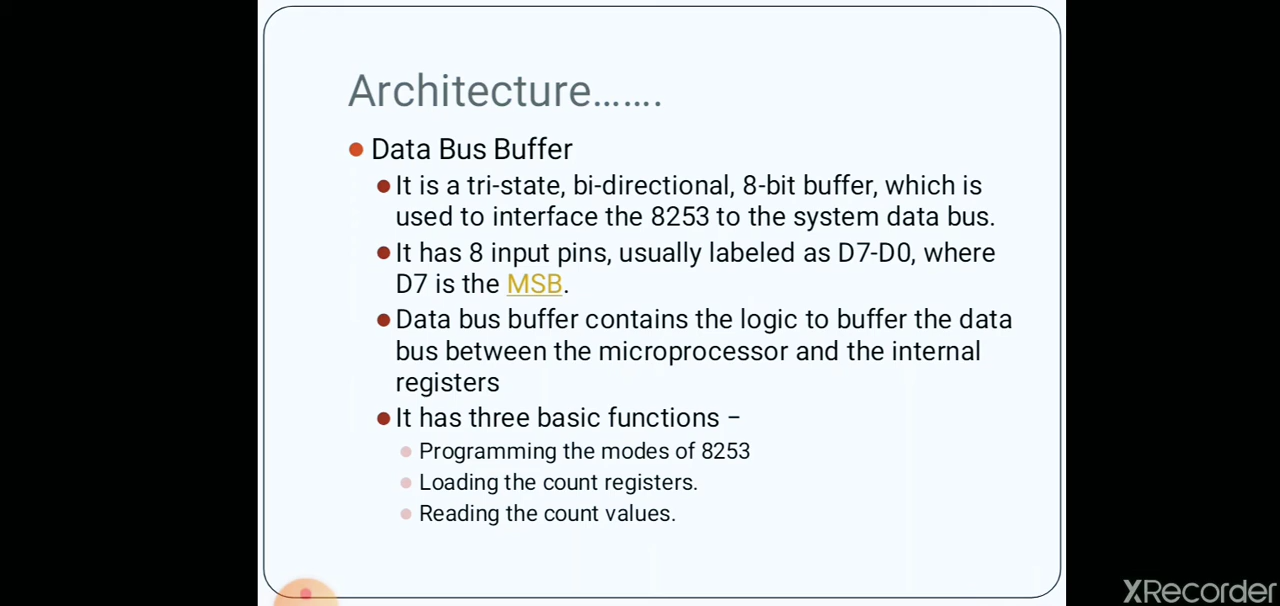 Architecture…….
Data Bus Buffer
It is a tri-state, bi-directional, 8-bit buffer, which is
used to interface the 8253 to the system data bus.
It has 8 input pins, usually labeled as D7-D0, where
D7 is the MSB.
Data bus buffer contains the logic to buffer the data
bus between the microprocessor and the internal
registers
It has three basic functions −
Programming the modes of 8253
Loading the count registers.
Reading the count values.
XRecorder